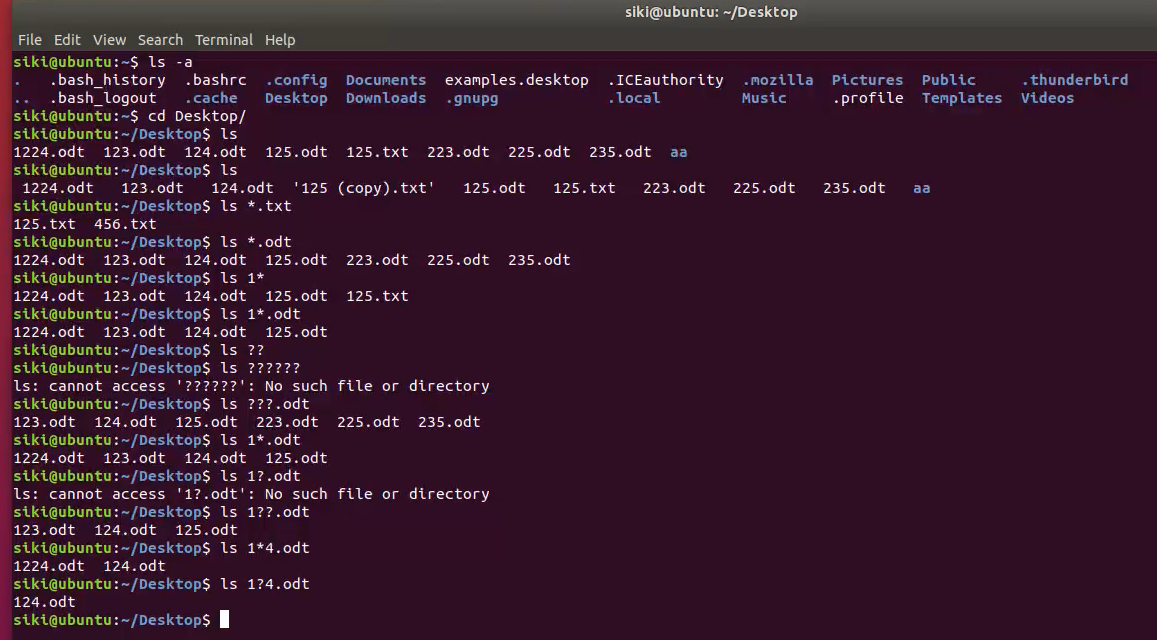 siki@ubuntu: ~/Desktop
File Edit View Search Terminal Help
siki@ubuntu:~$ ls -a
. .bash_history .bashrc .config Documents examples.desktop .ICEauthority .mozilla Pictures Public .thunderbird
.. .bash_logout .cache Desktop Downloads .gnupg .local Music .profile Templates Videos
siki@ubuntu:~$ cd Desktop/
siki@ubuntu:~/Desktop$ ls
1224.odt 123.odt 124.odt 125.odt 125.txt 223.odt 225.odt 235.odt aa
siki@ubuntu:~/Desktop$ ls
1224.odt 123.odt 124.odt '125 (copy).txt' 125.odt 125.txt 223.odt 225.odt 235.odt aa
siki@ubuntu:~/Desktop$ ls *.txt
125.txt 456.txt
siki@ubuntu:~/Desktop$ ls *.odt
1224.odt 123.odt 124.odt 125.odt 223.odt 225.odt 235.odt
siki@ubuntu:~/Desktop$ ls 1*
1224.odt 123.odt 124.odt 125.odt 125.txt
siki@ubuntu:~/Desktop$ ls 1*.odt
1224.odt 123.odt 124.odt 125.odt
siki@ubuntu:~/Desktop$ ls ??
siki@ubuntu:~/Desktop$ ls ??????
ls: cannot access '??????': No such file or directory
siki@ubuntu:~/Desktop$ ls ???.odt
123.odt 124.odt 125.odt 223.odt 225.odt 235.odt
siki@ubuntu:~/Desktop$ ls 1*.odt
1224.odt 123.odt 124.odt 125.odt
siki@ubuntu:~/Desktop$ ls 1?.odt
ls: cannot access '1?.odt': No such file or directory
siki@ubuntu:~/Desktop$ ls 1??.odt
123.odt 124.odt 125.odt
siki@ubuntu:~/Desktop$ ls 1*4.odt
1224.odt 124.odt
siki@ubuntu:~/Desktop$ ls 1?4.odt
124.odt
siki@ubuntu:~/Desktop$